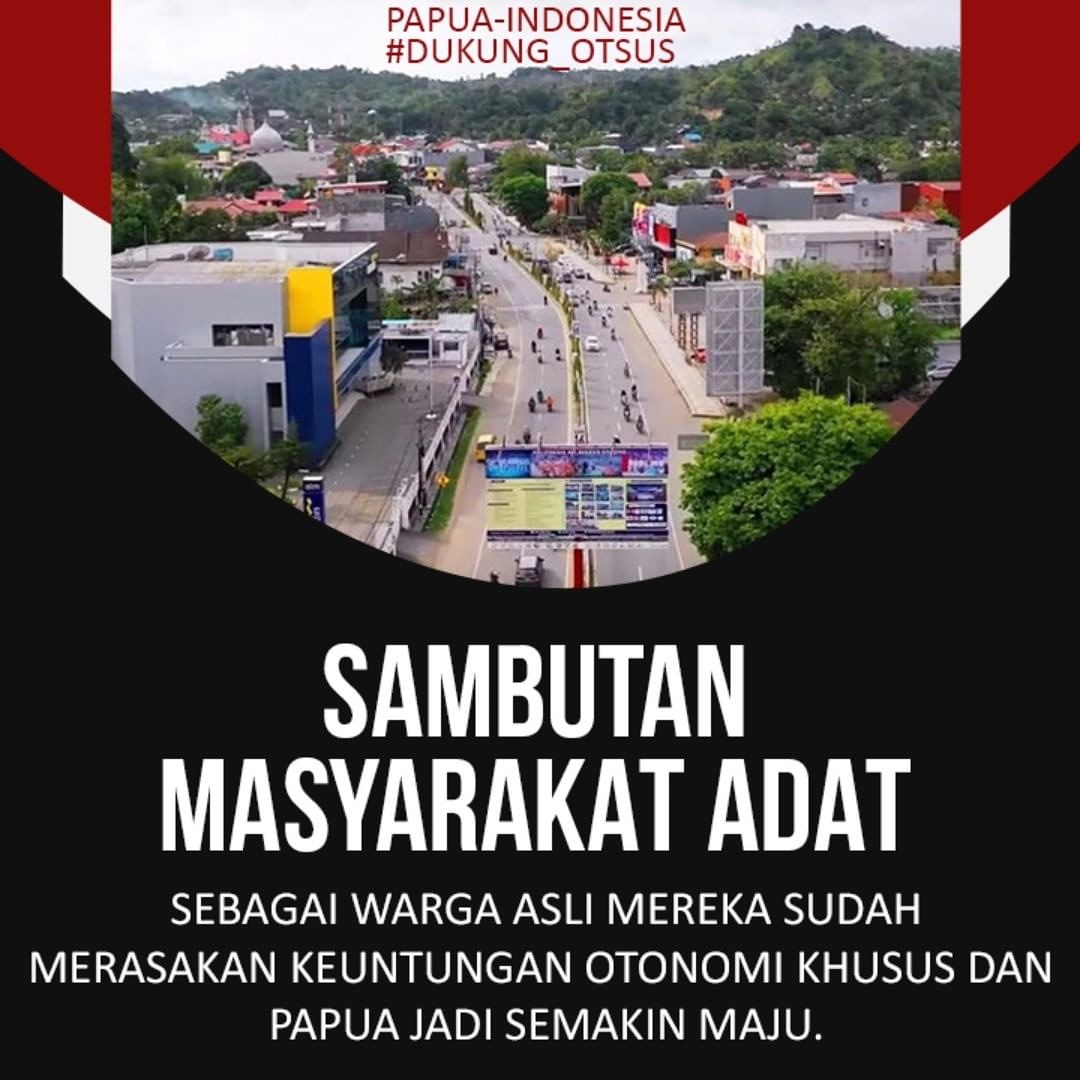 PAPUA-INDONESIA
#DUKUNG_OTSUS
SAMBUTAN
MASYARAKAT ADAT
SEBAGAI WARGA ASLI MEREKA SUDAH
MERASAKAN KEUNTUNGAN OTONOMI KHUSUS DAN
PAPUA JADI SEMAKIN MAJU.